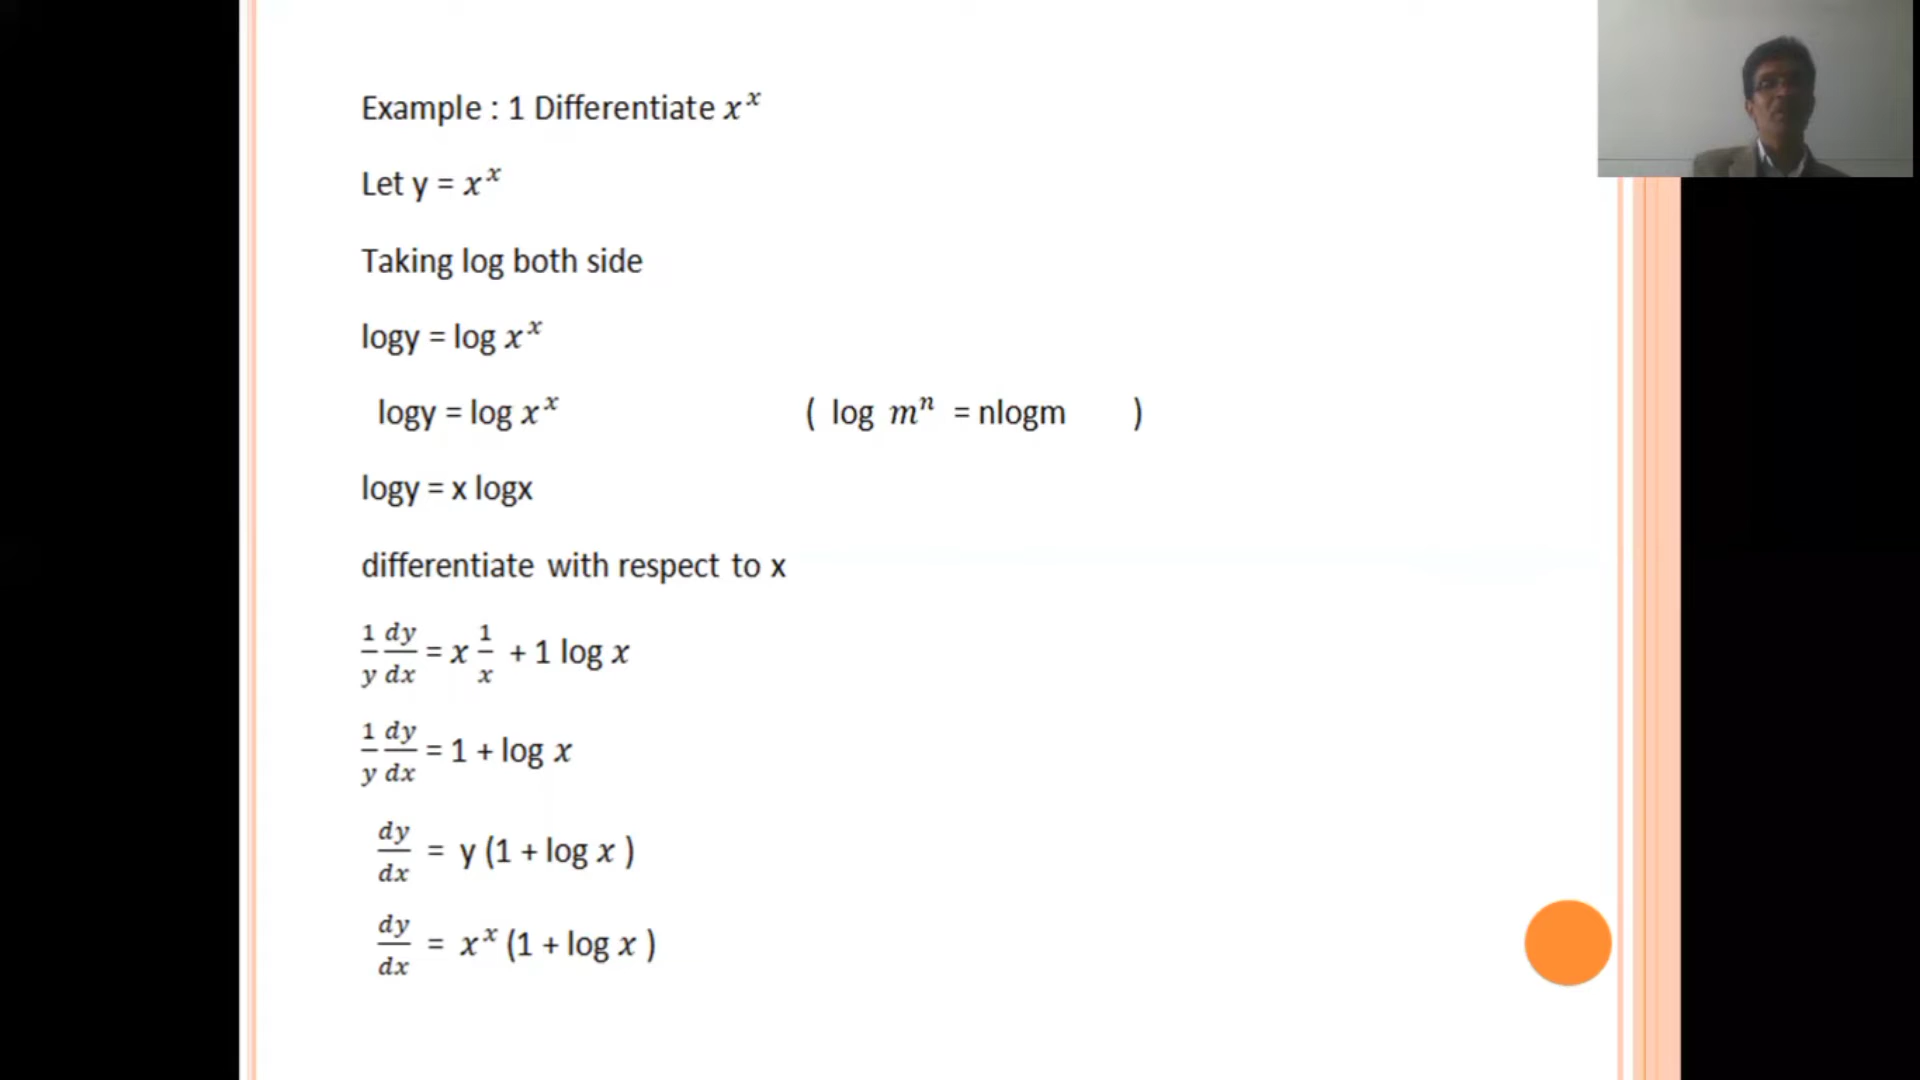 Example : 1 Differentiate x^x
Let y = x^x
Taking log both side
logy = log x^x
logy = log x^x ( log m^n = nlogm )
logy = x logx
differentiate with respect to x
1/y dy/dx = x 1/x + 1 log x
1/y dy/dx = 1 + log x
dy/dx = y (1 + log x )
dy/dx = x^x (1 + log x )